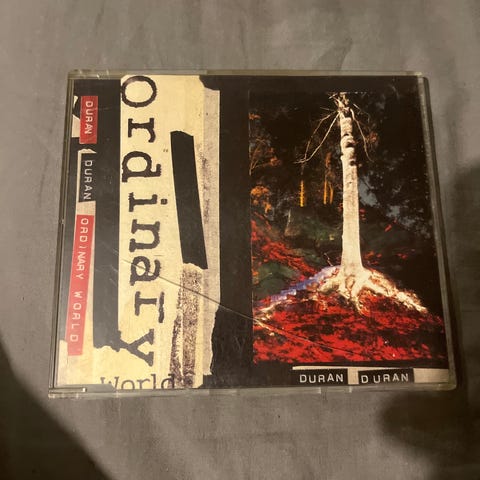 DURAN
DURAN
ORDINARY WORLD
ordinary
World
DURAN DURAN